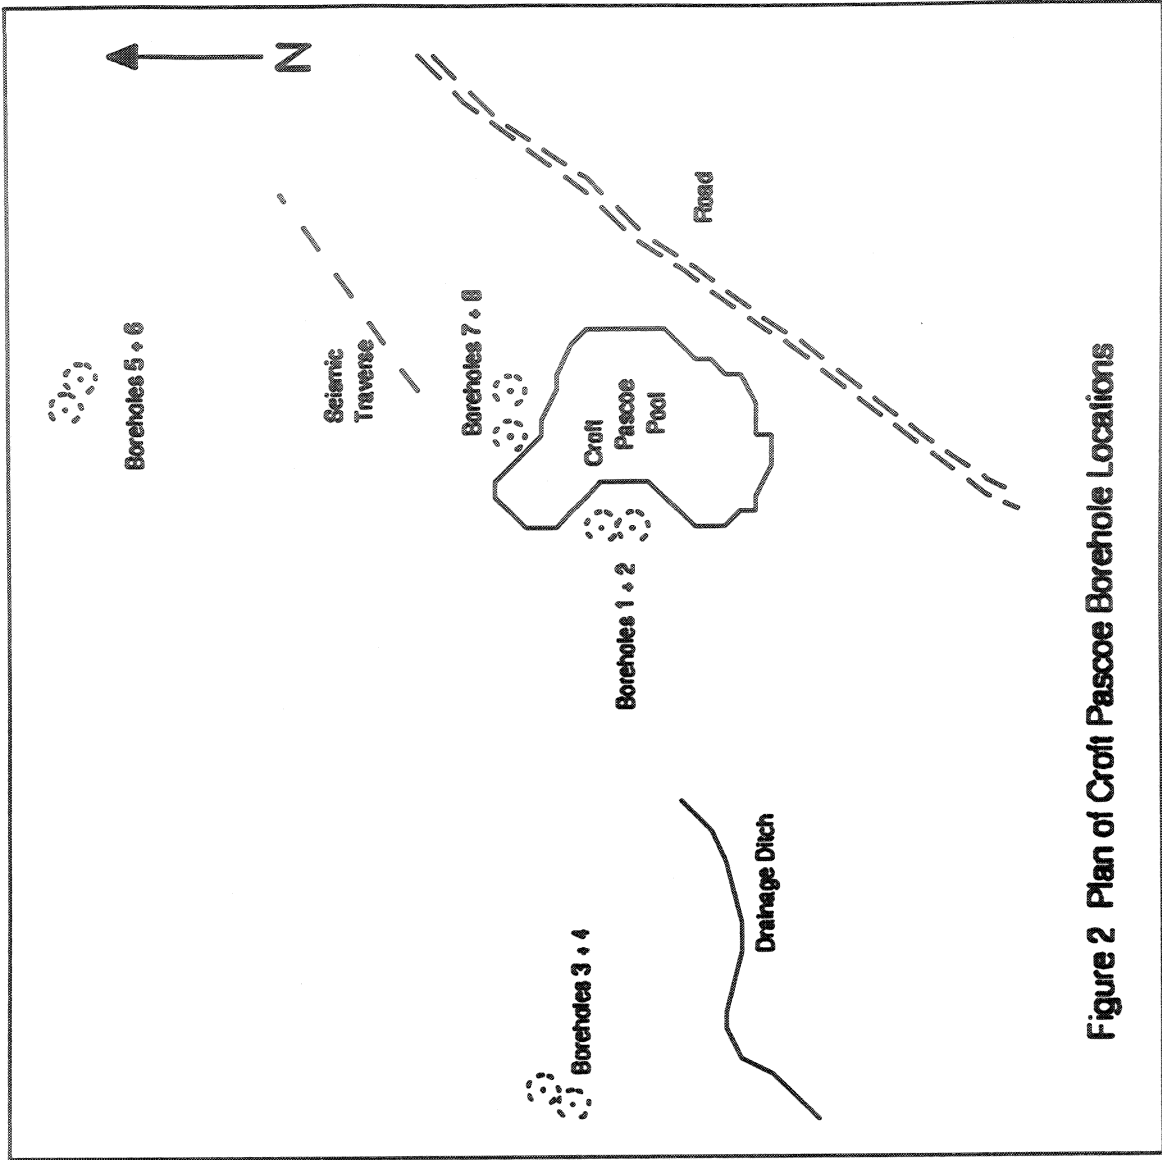 N
Boreholes 5 + 6
Seismic
Traverse
Boreholes 7 + 8
Road
Croft
Pascoe
Pool
Boreholes 1 + 2
Boreholes 3 + 4
Drainage Ditch
Figure 2 Plan of Croft Pascoe Borehole Locations